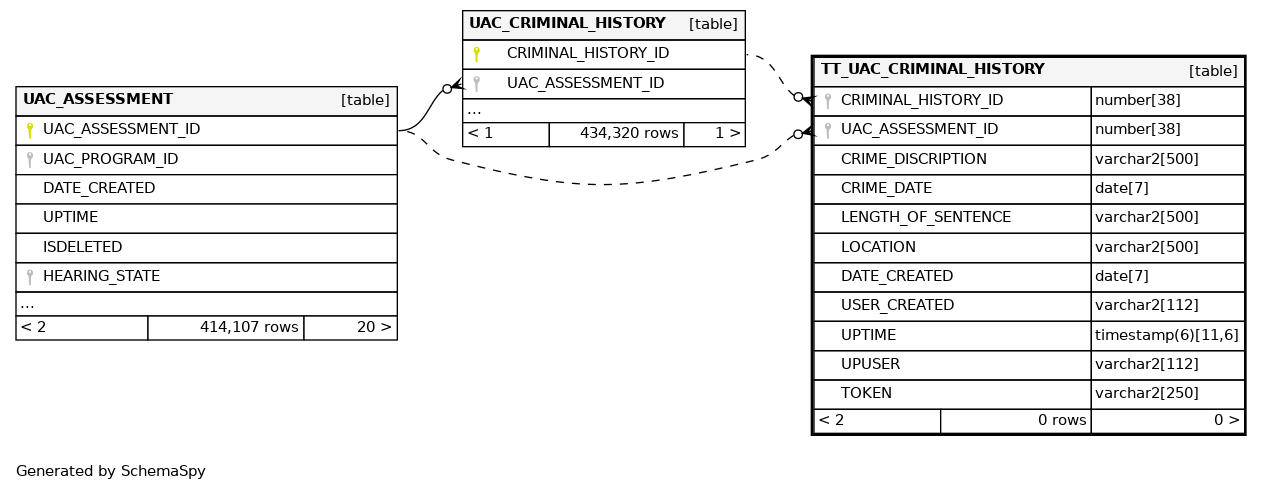 UAC_CRIMINAL_HISTORY [table]
CRIMINAL_HISTORY_ID
UAC_ASSESSMENT_ID
...
< 1 434,320 rows 1 >
UAC_ASSESSMENT [table]
UAC_ASSESSMENT_ID
UAC_PROGRAM_ID
DATE_CREATED
UPTIME
ISDELETED
HEARING_STATE
...
< 2 414,107 rows 20 >
TT_UAC_CRIMINAL_HISTORY [table]
CRIMINAL_HISTORY_ID number[38]
UAC_ASSESSMENT_ID number[38]
CRIME_DISCRIPTION varchar2[500]
CRIME_DATE date[7]
LENGTH_OF_SENTENCE varchar2[500]
LOCATION varchar2[500]
DATE_CREATED date[7]
USER_CREATED varchar2[112]
UPTIME timestamp(6)[11,6]
UPUSER varchar2[112]
TOKEN varchar2[250]
< 2 0 rows 0 >
Generated by SchemaSpy